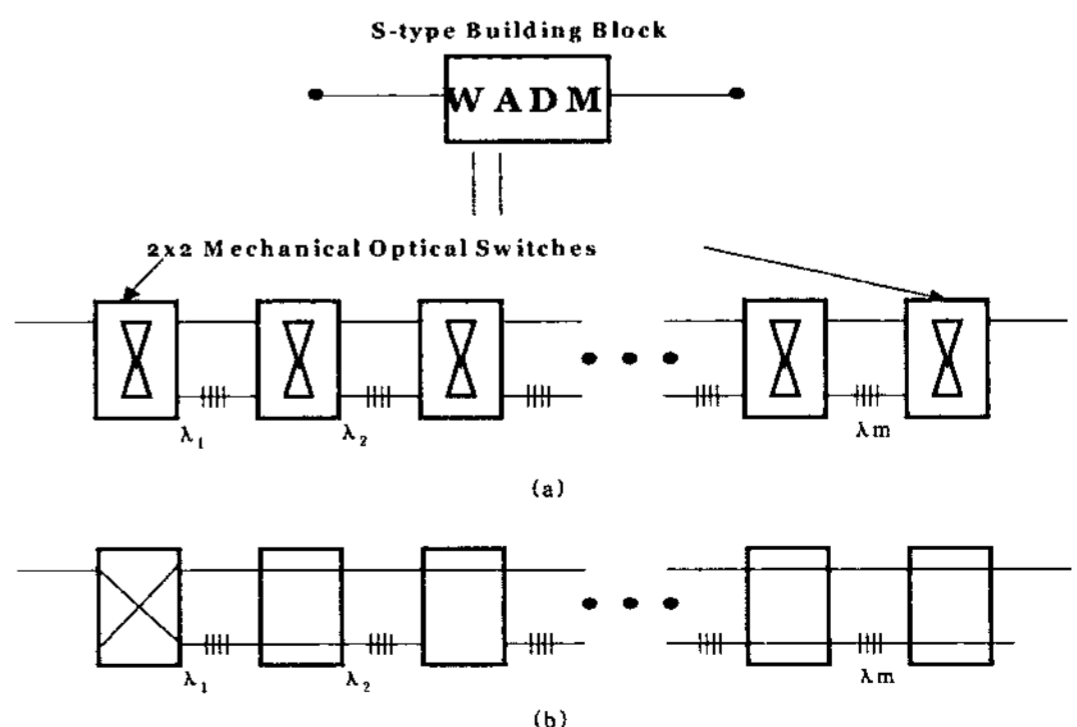 S-type Building Block
WADM
2x2 Mechanical Optical Switches
λ₁ λ₂ λm
(a)
λ₁ λ₂ λm
(b)